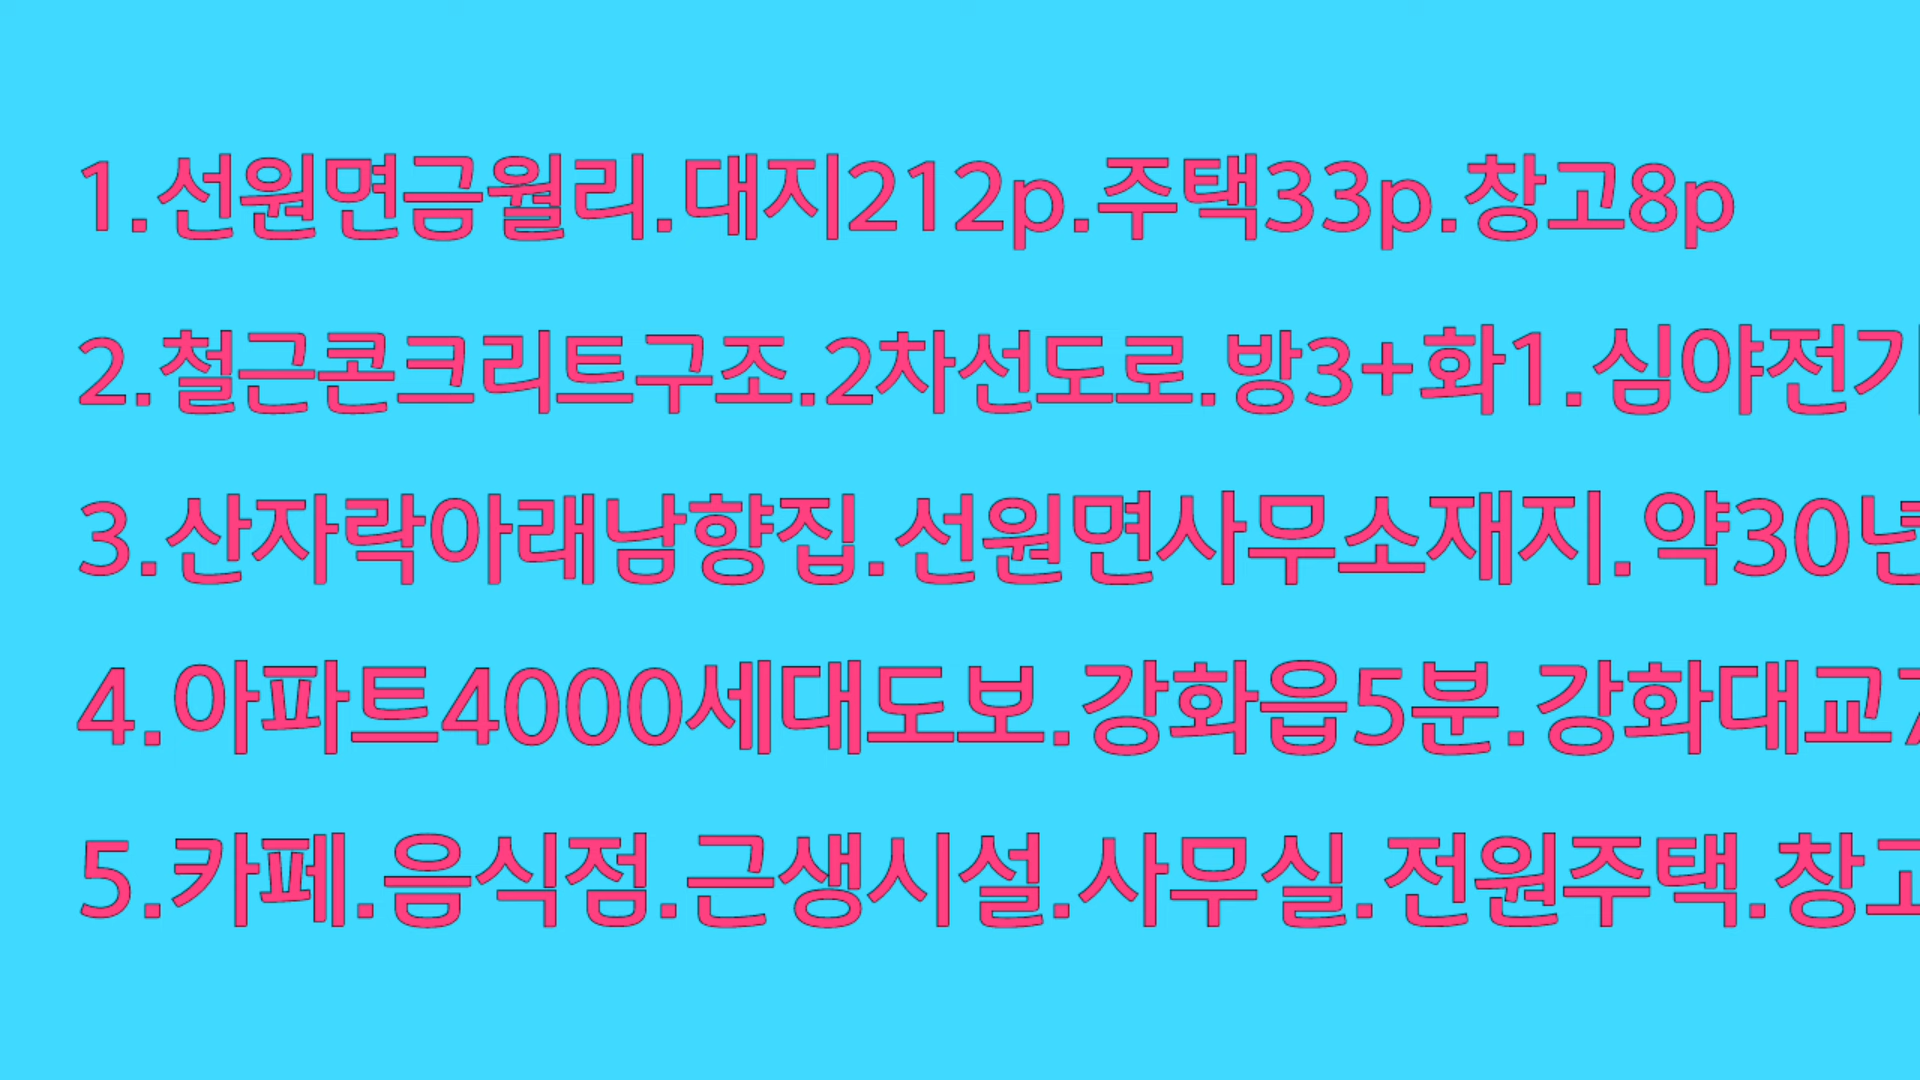 1.선원면금월리.대지212p.주택33p.창고8p
2.철근콘크리트구조.2차선도로.방3+화1.심야전기
3.산자락아래남향집.선원면사무소재지.약30년
4.아파트4000세대도보.강화읍5분.강화대교7
5.카페.음식점.근생시설.사무실.전원주택.창고